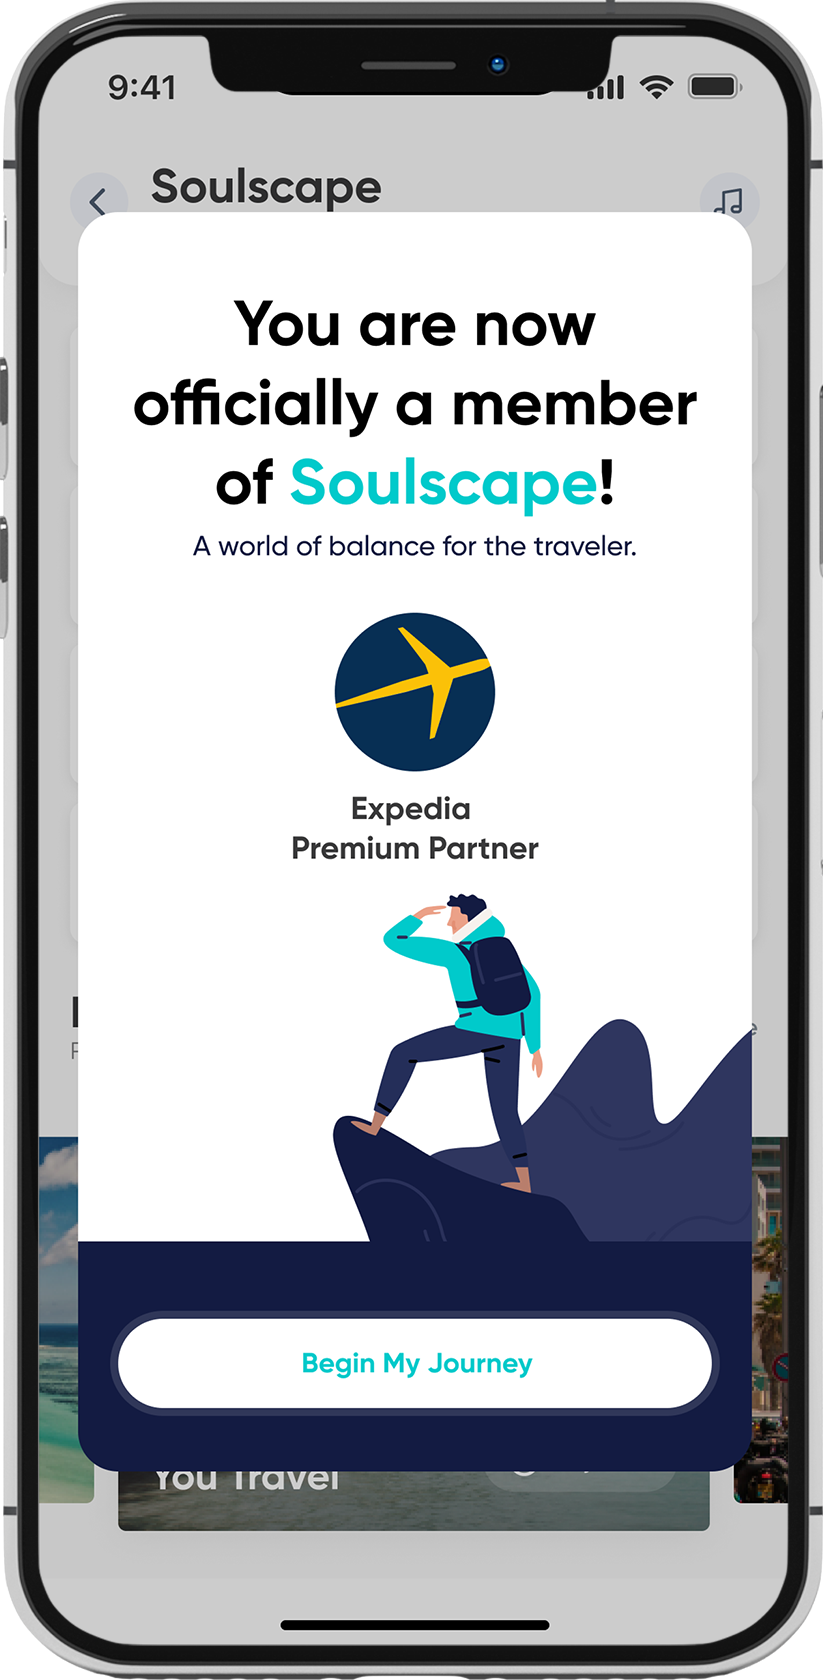 9:41
Soulscape
You are now
officially a member
of Soulscape!
A world of balance for the traveler.
Expedia
Premium Partner
Begin My Journey
You Travel